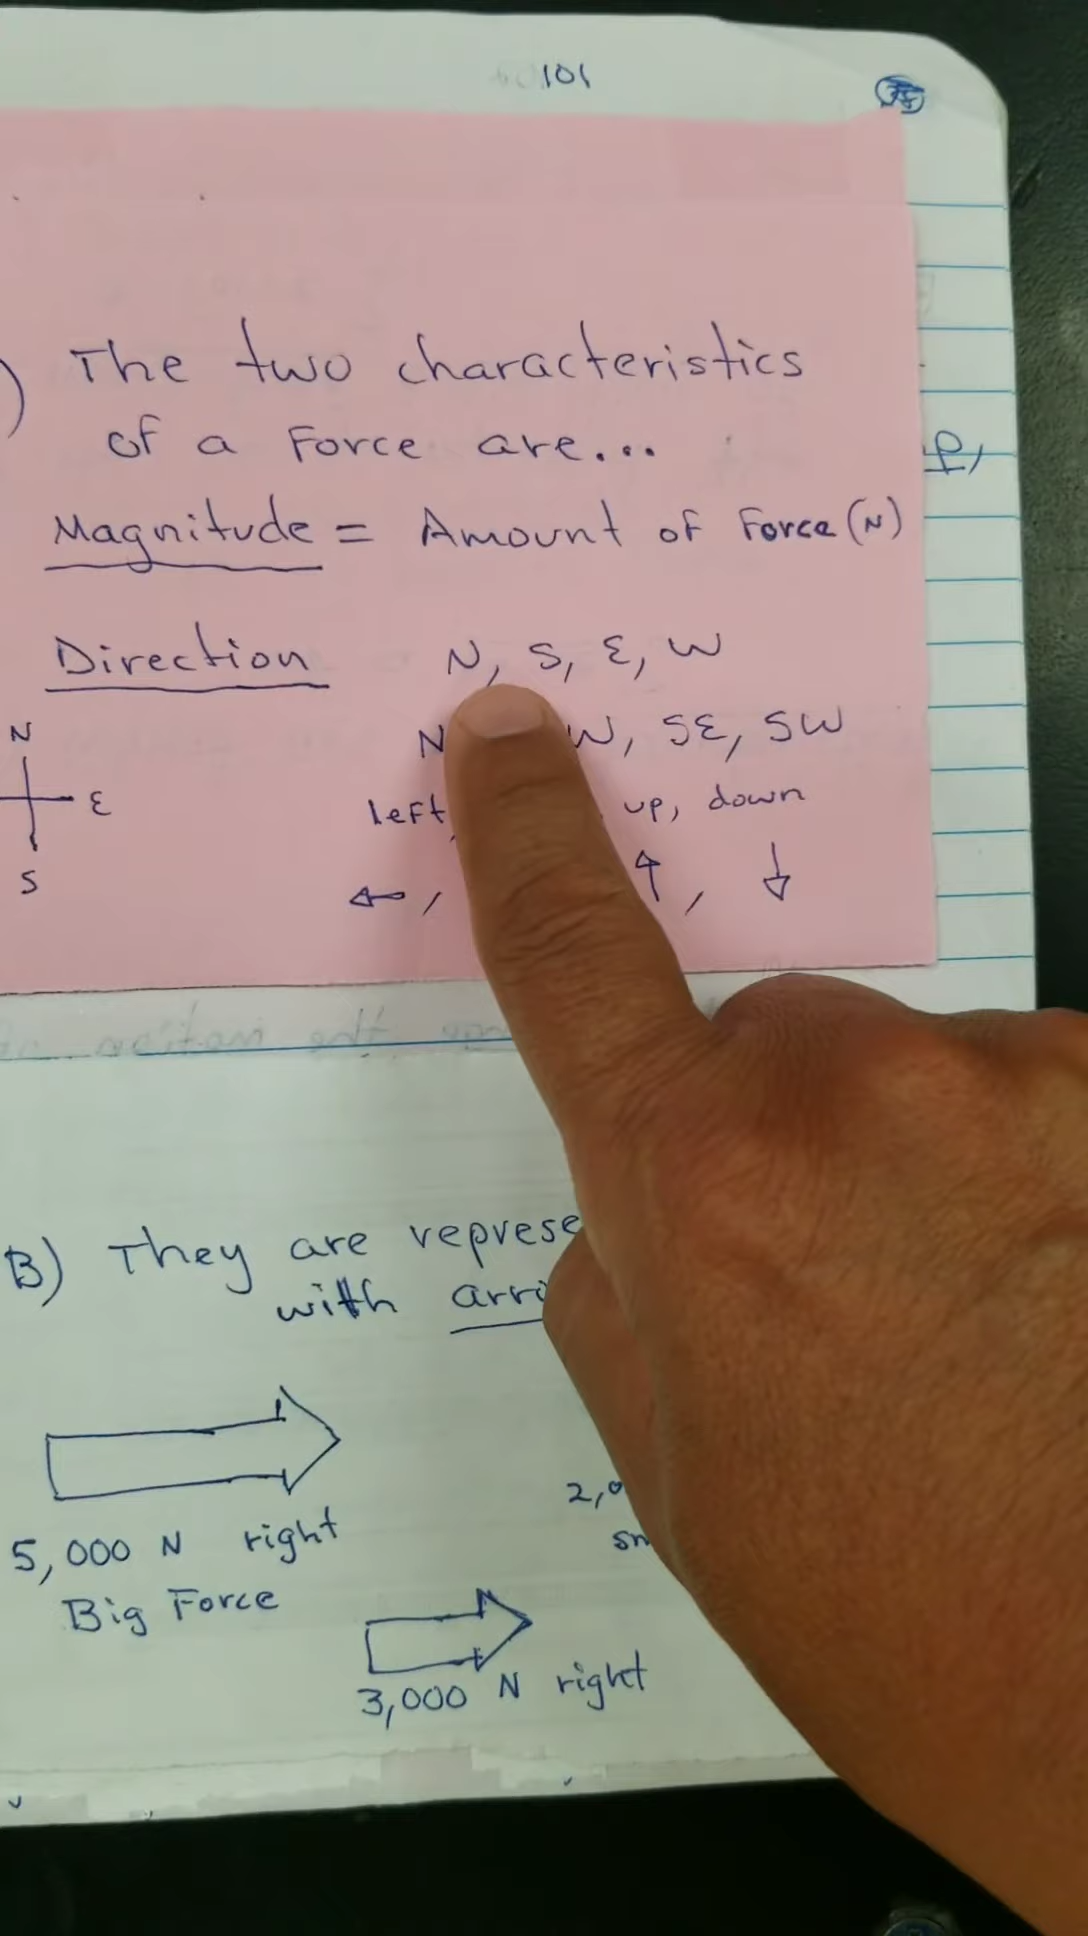 101
The two characteristics
of a Force are...
Magnitude = Amount of Force (N)
Direction N, S, E, W
N W, SE, SW
left, up, down
N
E
S
B) They are
with
5,000 N right
Big Force
3,000 N right